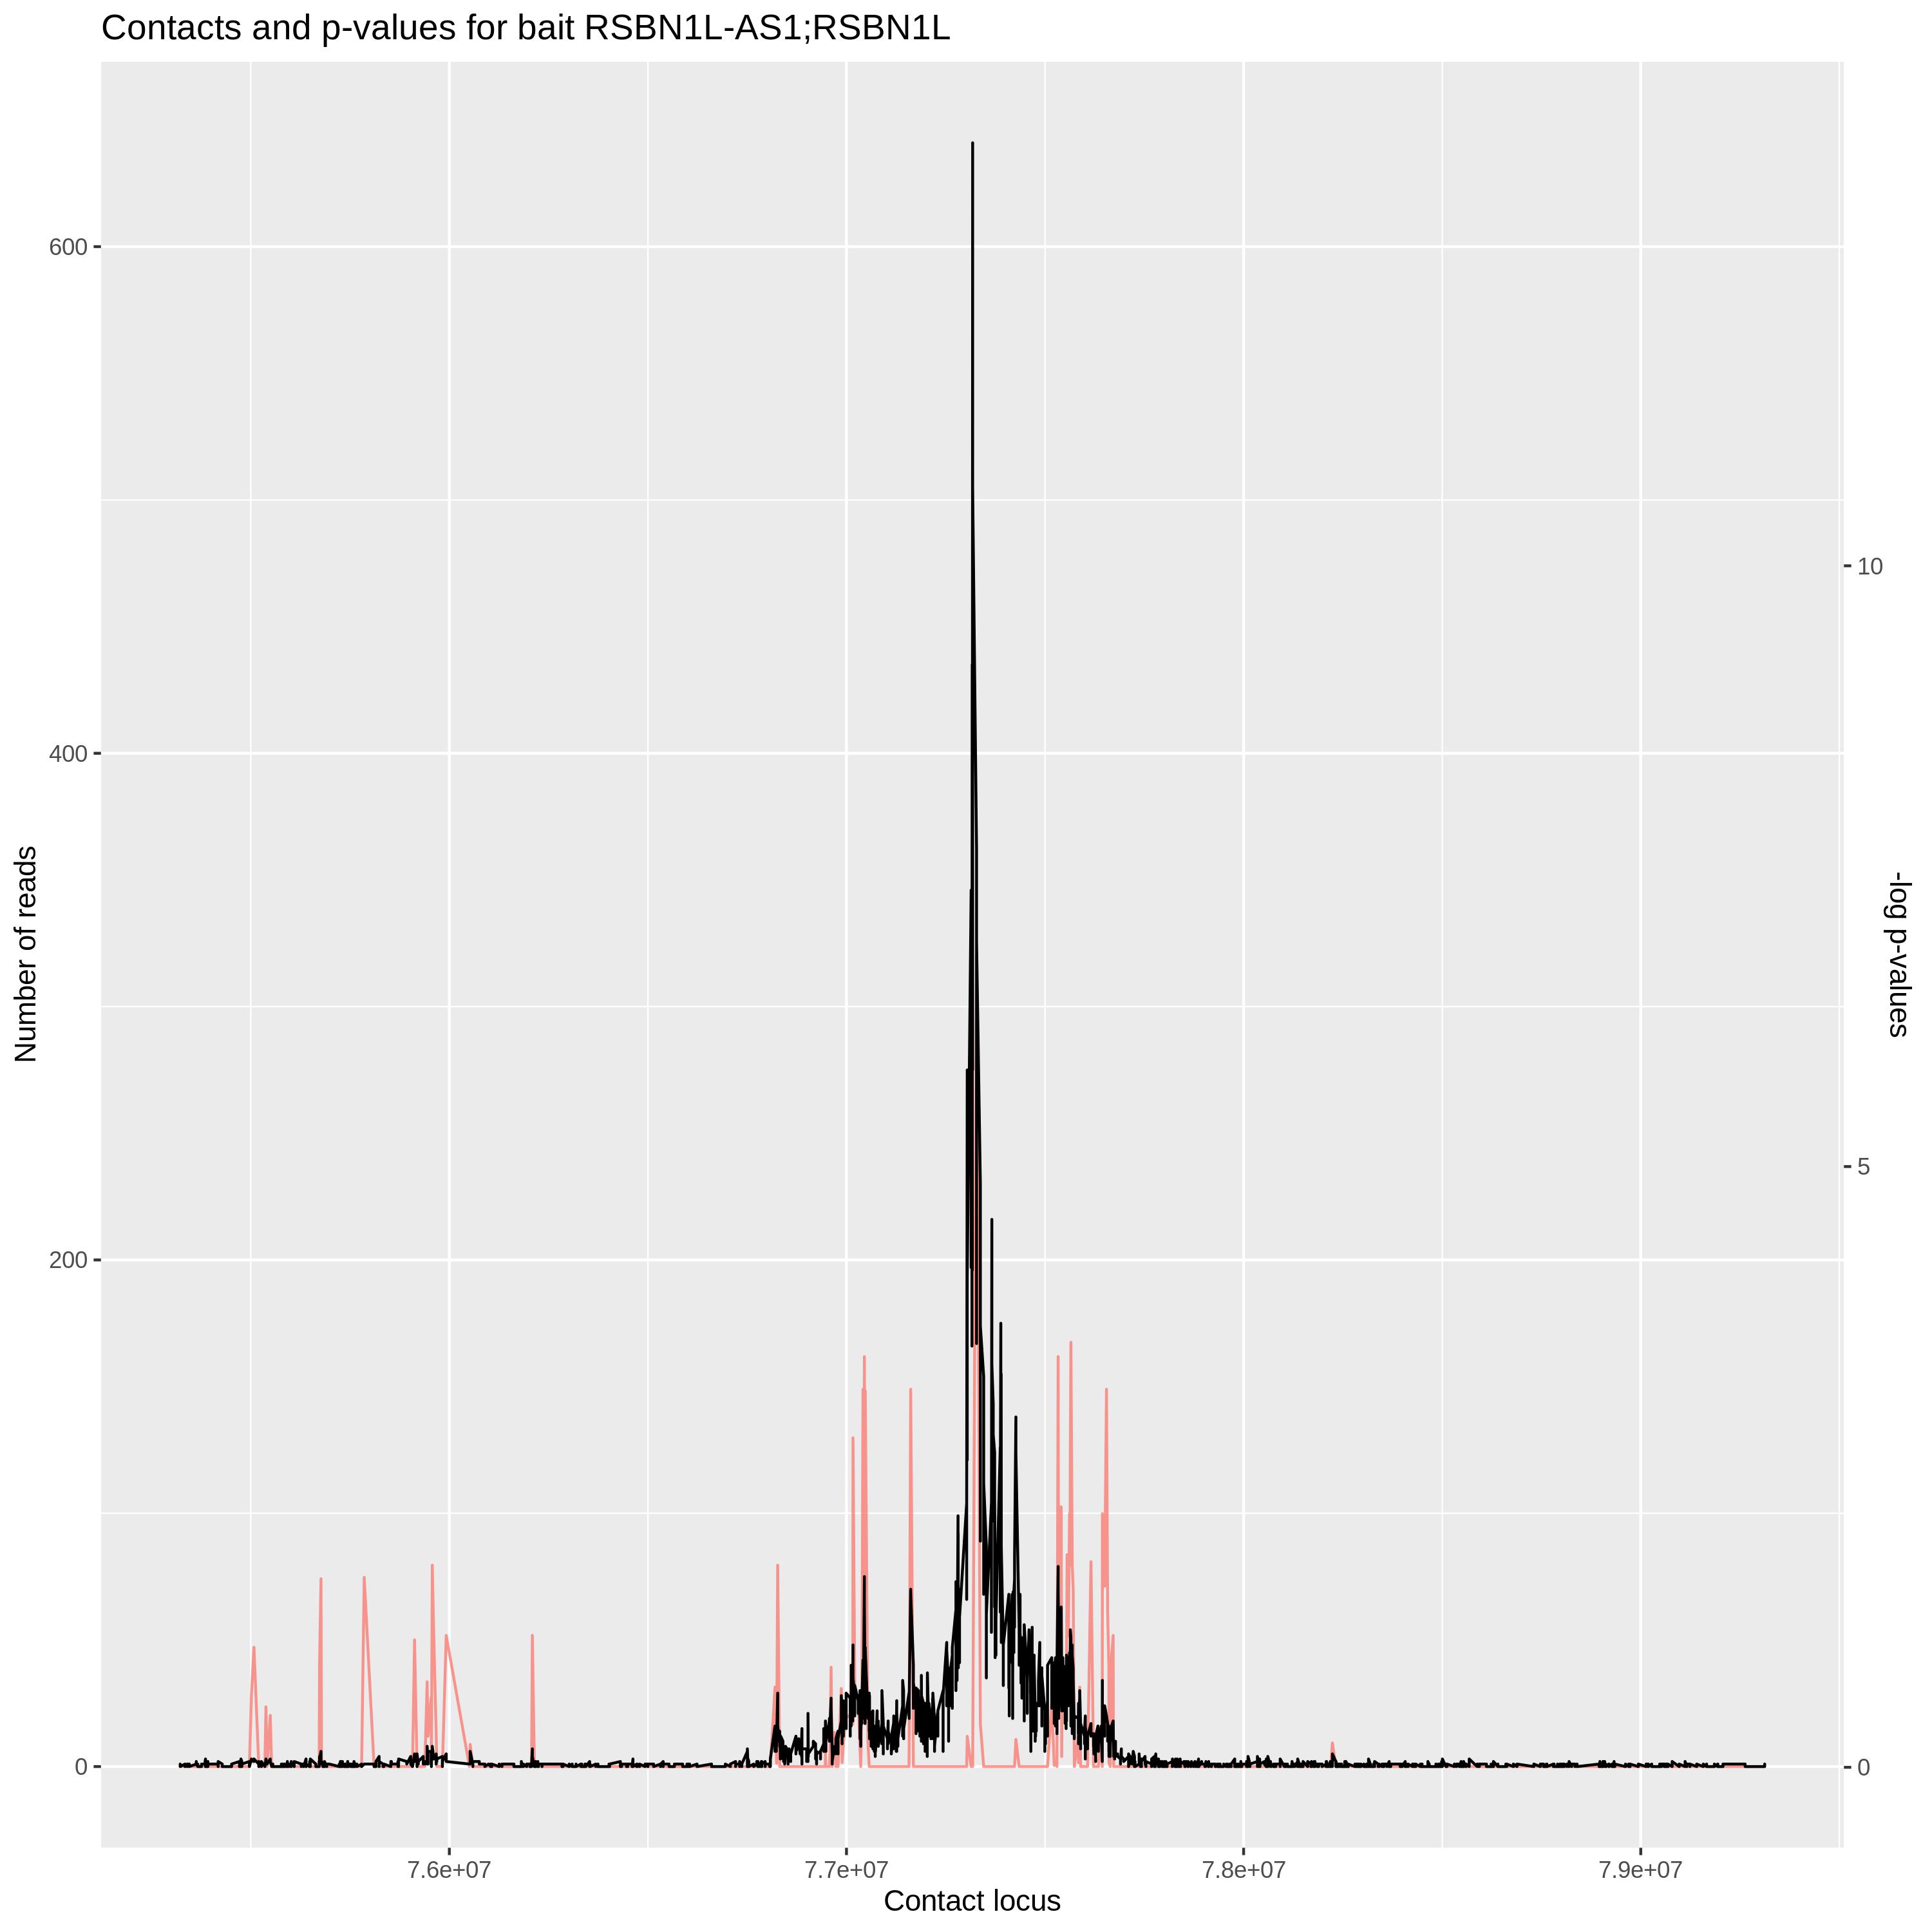 Contacts and p-values for bait RSBN1L-AS1;RSBN1L
Number of reads
600
400
200
0
10
5
0
-log p-values
7.6e+07
7.7e+07
7.8e+07
7.9e+07
Contact locus